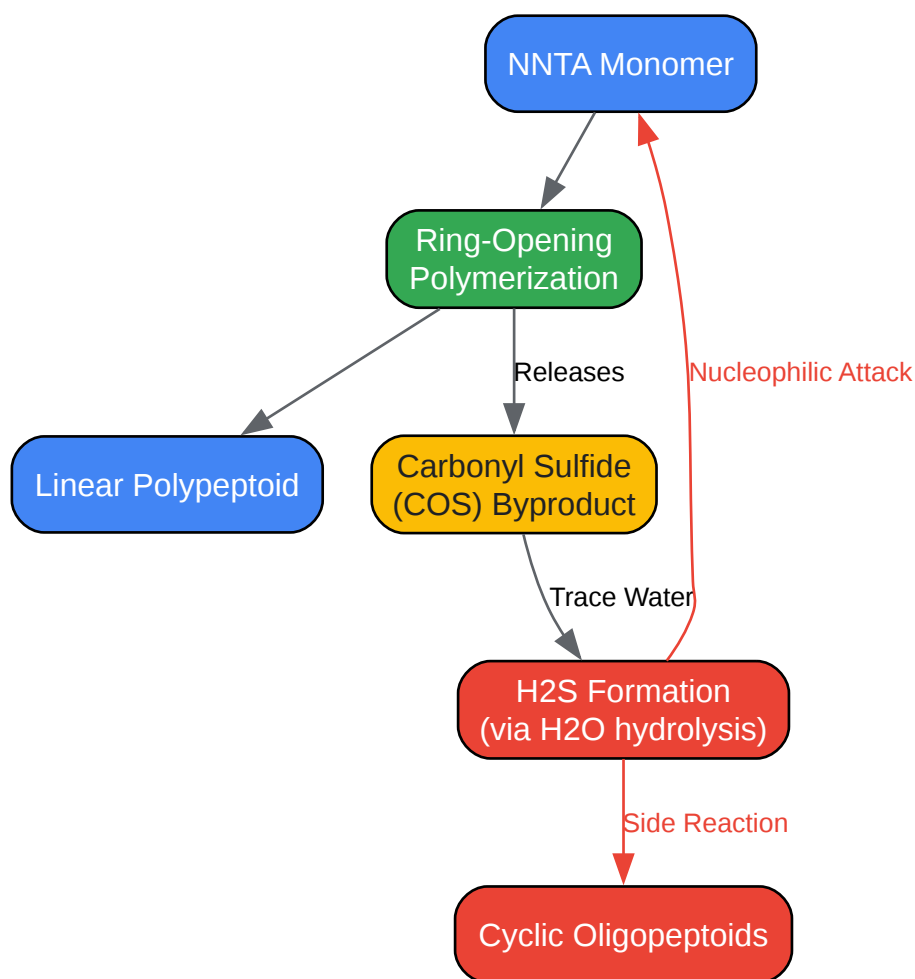 NNTA Monomer
Ring-Opening
Polymerization
Releases
Nucleophilic Attack
Linear Polypeptoid
Carbonyl Sulfide
(COS) Byproduct
Trace Water
H2S Formation
(via H2O hydrolysis)
Side Reaction
Cyclic Oligopeptoids